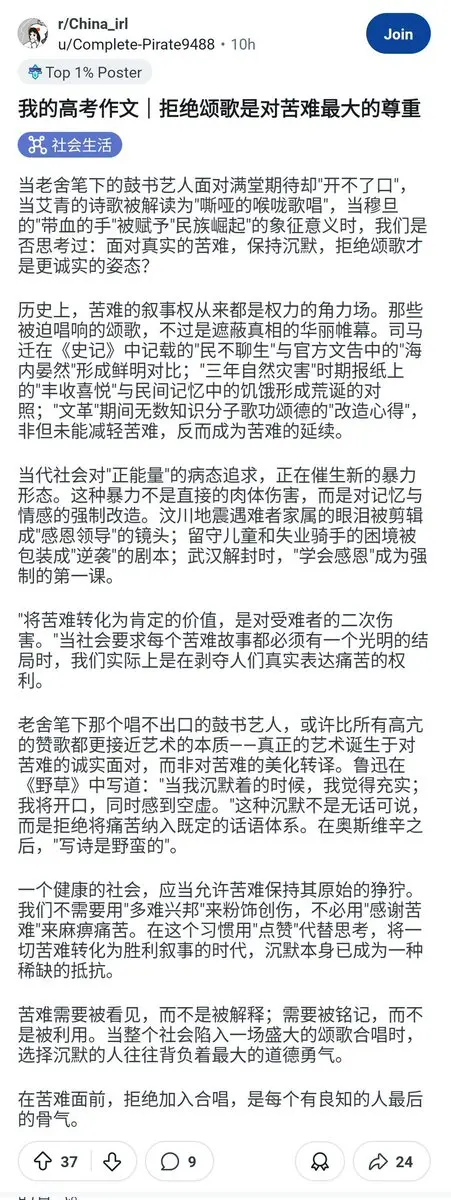 r/China_irl
u/Complete-Pirate9488 • 10h
Join
Top 1% Poster
我的高考作文｜拒绝颂歌是对苦难最大的尊重
社会生活
当老舍笔下的鼓书艺人面对满堂期待却"开不了口"，
当艾青的诗歌被解读为"嘶哑的喉咙歌唱"，当穆旦
的"带血的手"被赋予"民族崛起"的象征意义时，我们是
否思考过：面对真实的苦难，保持沉默，拒绝颂歌才
是更诚实的姿态？
历史上，苦难的叙事权从来都是权力的角力场。那些
被迫唱响的颂歌，不过是遮蔽真相的华丽帷幕。司马
迁在《史记》中记载的"民不聊生"与官方文告中的"海
内晏然"形成鲜明对比；"三年自然灾害"时期报纸上
的"丰收喜悦"与民间记忆中的饥饿形成荒诞的对
照；"文革"期间无数知识分子歌功颂德的"改造心得"，
非但未能减轻苦难，反而成为苦难的延续。
当代社会对"正能量"的病态追求，正在催生新的暴力
形态。这种暴力不是直接的肉体伤害，而是对记忆与
情感的强制改造。汶川地震遇难者家属的眼泪被剪辑
成"感恩领导"的镜头；留守儿童和失业骑手的困境被
包装成"逆袭"的剧本；武汉解封时，"学会感恩"成为强
制的第一课。
"将苦难转化为肯定的价值，是对受难者的二次伤
害。"当社会要求每个苦难故事都必须有一个光明的结
局时，我们实际上是在剥夺人们真实表达痛苦的权
利。
老舍笔下那个唱不出口的鼓书艺人，或许比所有高亢
的赞歌都更接近艺术的本质——真正的艺术诞生于对
苦难的诚实面对，而非对苦难的美化转译。鲁迅在
《野草》中写道："当我沉默着的时候，我觉得充实；
我将开口，同时感到空虚。"这种沉默不是无话可说，
而是拒绝将痛苦纳入既定的话语体系。在奥斯维辛之
后，"写诗是野蛮的"。
一个健康的社会，应当允许苦难保持其原始的狰狞。
我们不需要用"多难兴邦"来粉饰创伤，不必用"感谢苦
难"来麻痹痛苦。在这个习惯用"点赞"代替思考，将一
切苦难转化为胜利叙事的时代，沉默本身已成为一种
稀缺的抵抗。
苦难需要被看见，而不是被解释；需要被铭记，而不
是被利用。当整个社会陷入一场盛大的颂歌合唱时，
选择沉默的人往往背负着最大的道德勇气。
在苦难面前，拒绝加入合唱，是每个有良知的人最后
的骨气。
37
9
24